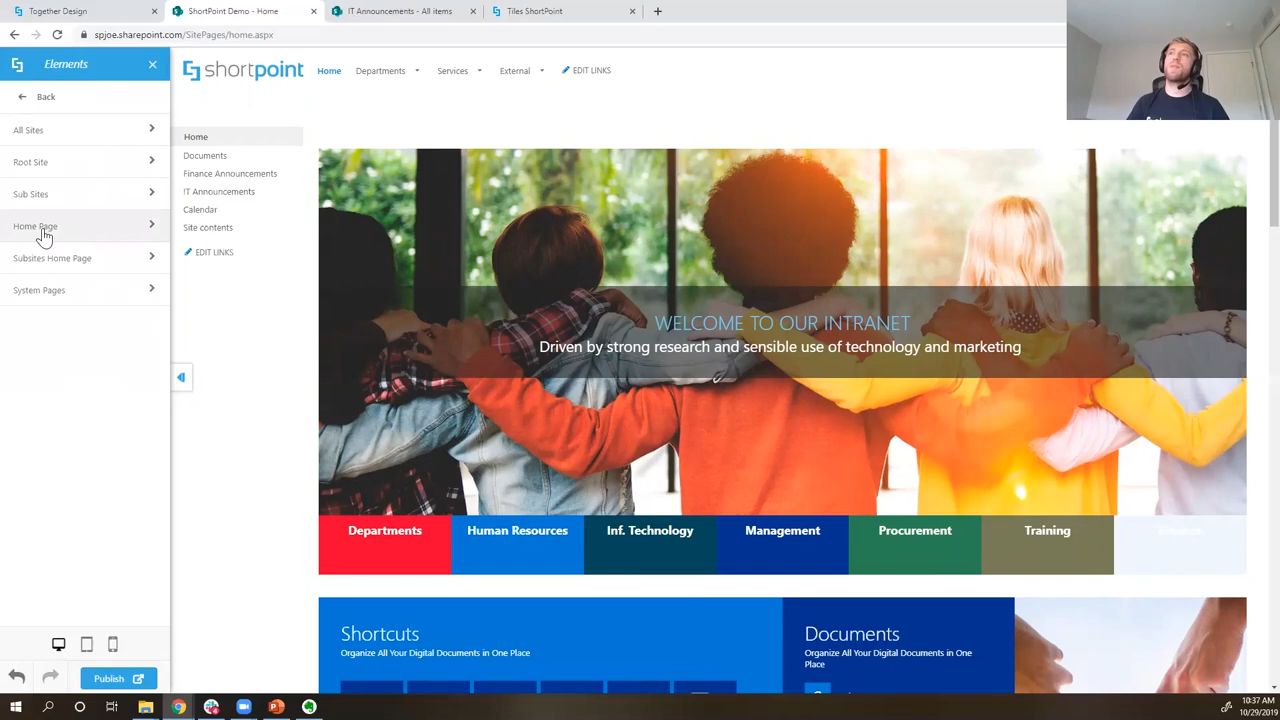 Together Design
ShortPoint Demo - Home
IT Announcements - All items
Tiles ShortPoint
spjoe.sharepoint.com/SitePages/home.aspx
Elements
Back
All Sites
Root Site
Sub Sites
Home Page
Subsites Home Page
System Pages
Publish
shortpoint
Home
Departments
Services
External
EDIT LINKS
Home
Documents
Finance Announcements
IT Announcements
Calendar
Site contents
EDIT LINKS
WELCOME TO OUR INTRANET
Driven by strong research and sensible use of technology and marketing
Departments
Human Resources
Inf. Technology
Management
Procurement
Training
Shortcuts
Organize All Your Digital Documents in One Place
Documents
Organize All Your Digital Documents in One
Place
10:37 AM
10/29/2019